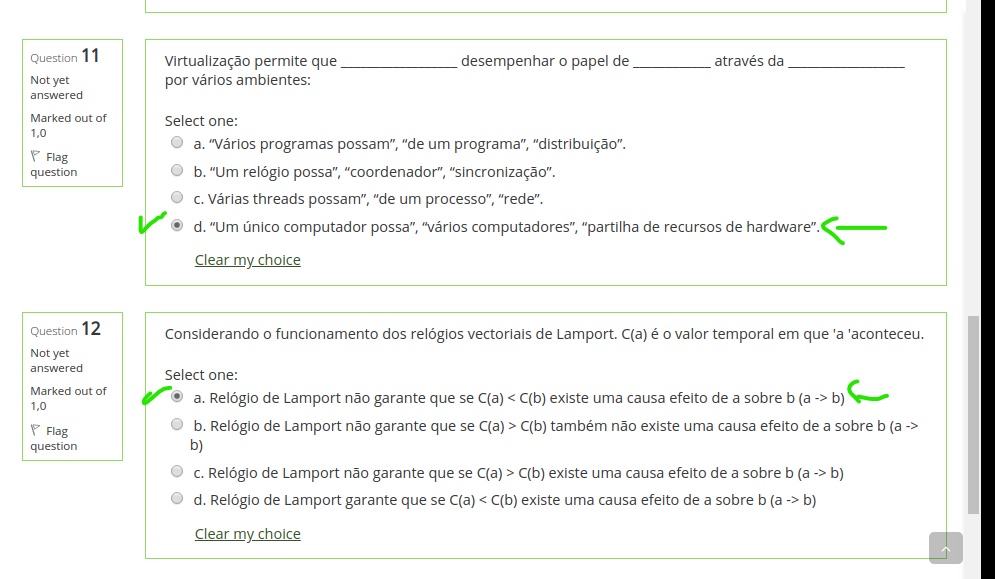 Question 11
Not yet
answered
Marked out of
1,0
Flag
question
Virtualização permite que __________________ desempenhar o papel de ____________ através da __________________
por vários ambientes:
Select one:
a. “Vários programas possam”, “de um programa”, “distribuição”.
b. “Um relógio possa”, “coordenador”, “sincronização”.
c. Várias threads possam”, “de um processo”, “rede”.
d. “Um único computador possa”, “vários computadores”, “partilha de recursos de hardware”.
Clear my choice
Question 12
Not yet
answered
Marked out of
1,0
Flag
question
Considerando o funcionamento dos relógios vectoriais de Lamport. C(a) é o valor temporal em que 'a 'aconteceu.
Select one:
a. Relógio de Lamport não garante que se C(a) < C(b) existe uma causa efeito de a sobre b (a -> b)
b. Relógio de Lamport não garante que se C(a) > C(b) também não existe uma causa efeito de a sobre b (a ->
b)
c. Relógio de Lamport não garante que se C(a) > C(b) existe uma causa efeito de a sobre b (a -> b)
d. Relógio de Lamport garante que se C(a) < C(b) existe uma causa efeito de a sobre b (a -> b)
Clear my choice